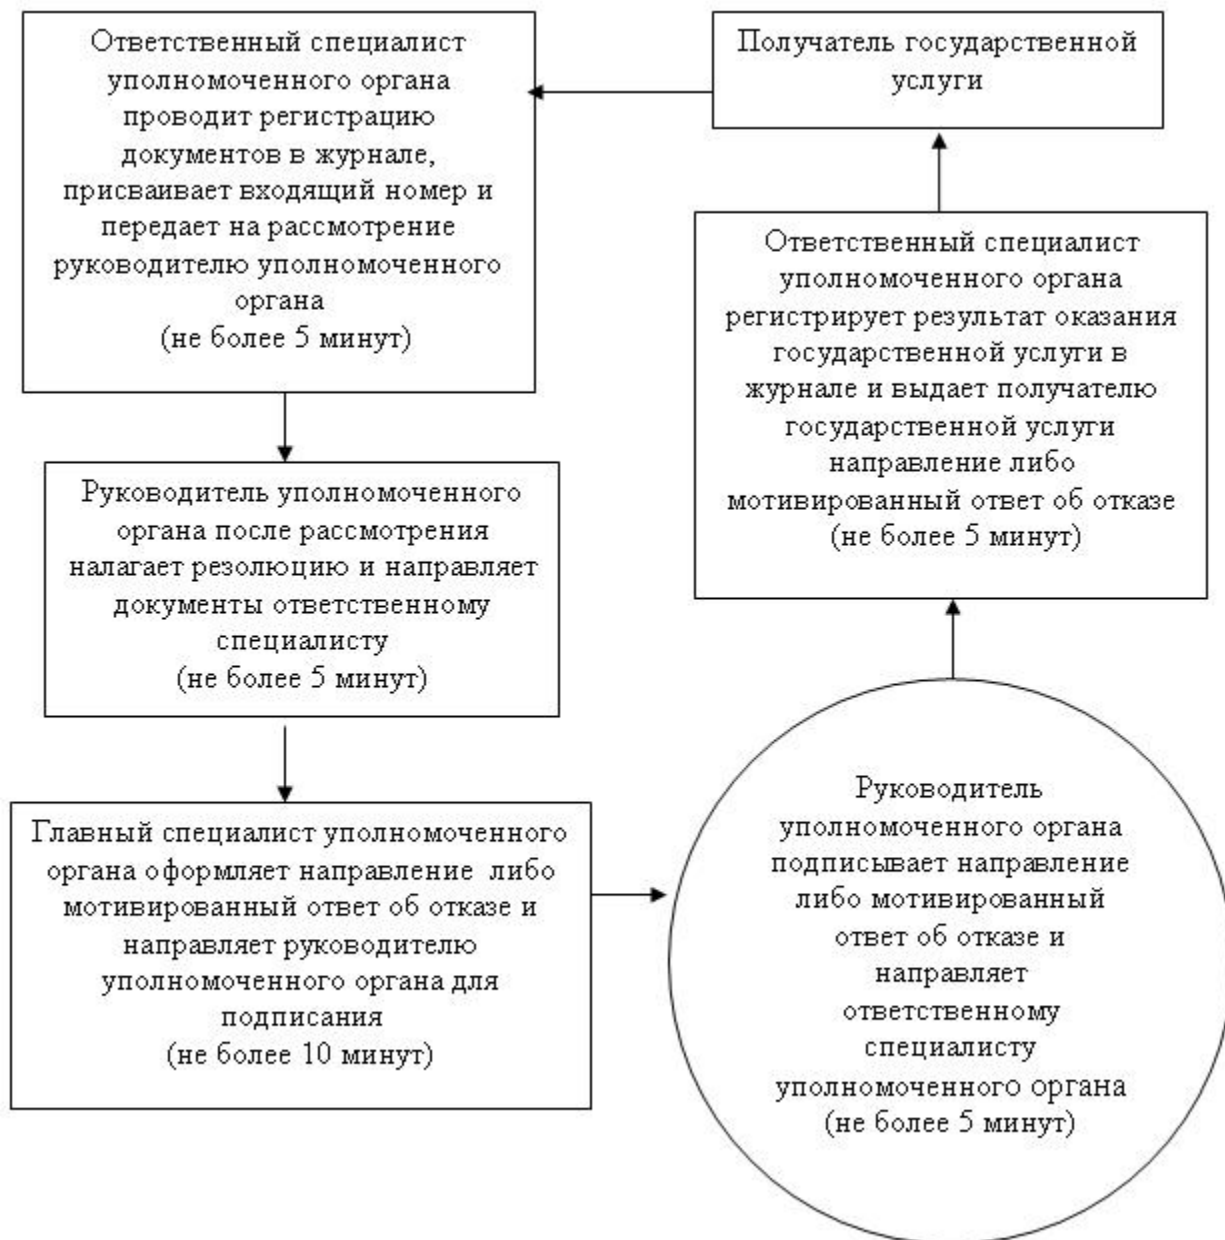 Ответственный специалист
уполномоченного органа
проводит регистрацию
документов в журнале,
присваивает входящий номер и
передает на рассмотрение
руководителю уполномоченного
органа
(не более 5 минут)
Получатель государственной
услуги
Ответственный специалист
уполномоченного органа
регистрирует результат оказания
государственной услуги в
журнале и выдает получателю
государственной услуги
направление либо
мотивированный ответ об отказе
(не более 5 минут)
Руководитель уполномоченного
органа после рассмотрения
налагает резолюцию и направляет
документы ответственному
специалисту
(не более 5 минут)
Главный специалист уполномоченного
органа оформляет направление либо
мотивированный ответ об отказе и
направляет руководителю
уполномоченного органа для
подписания
(не более 10 минут)
Руководитель
уполномоченного органа
подписывает направление
либо мотивированный
ответ об отказе и
направляет
ответственному
специалисту
уполномоченного органа
(не более 5 минут)